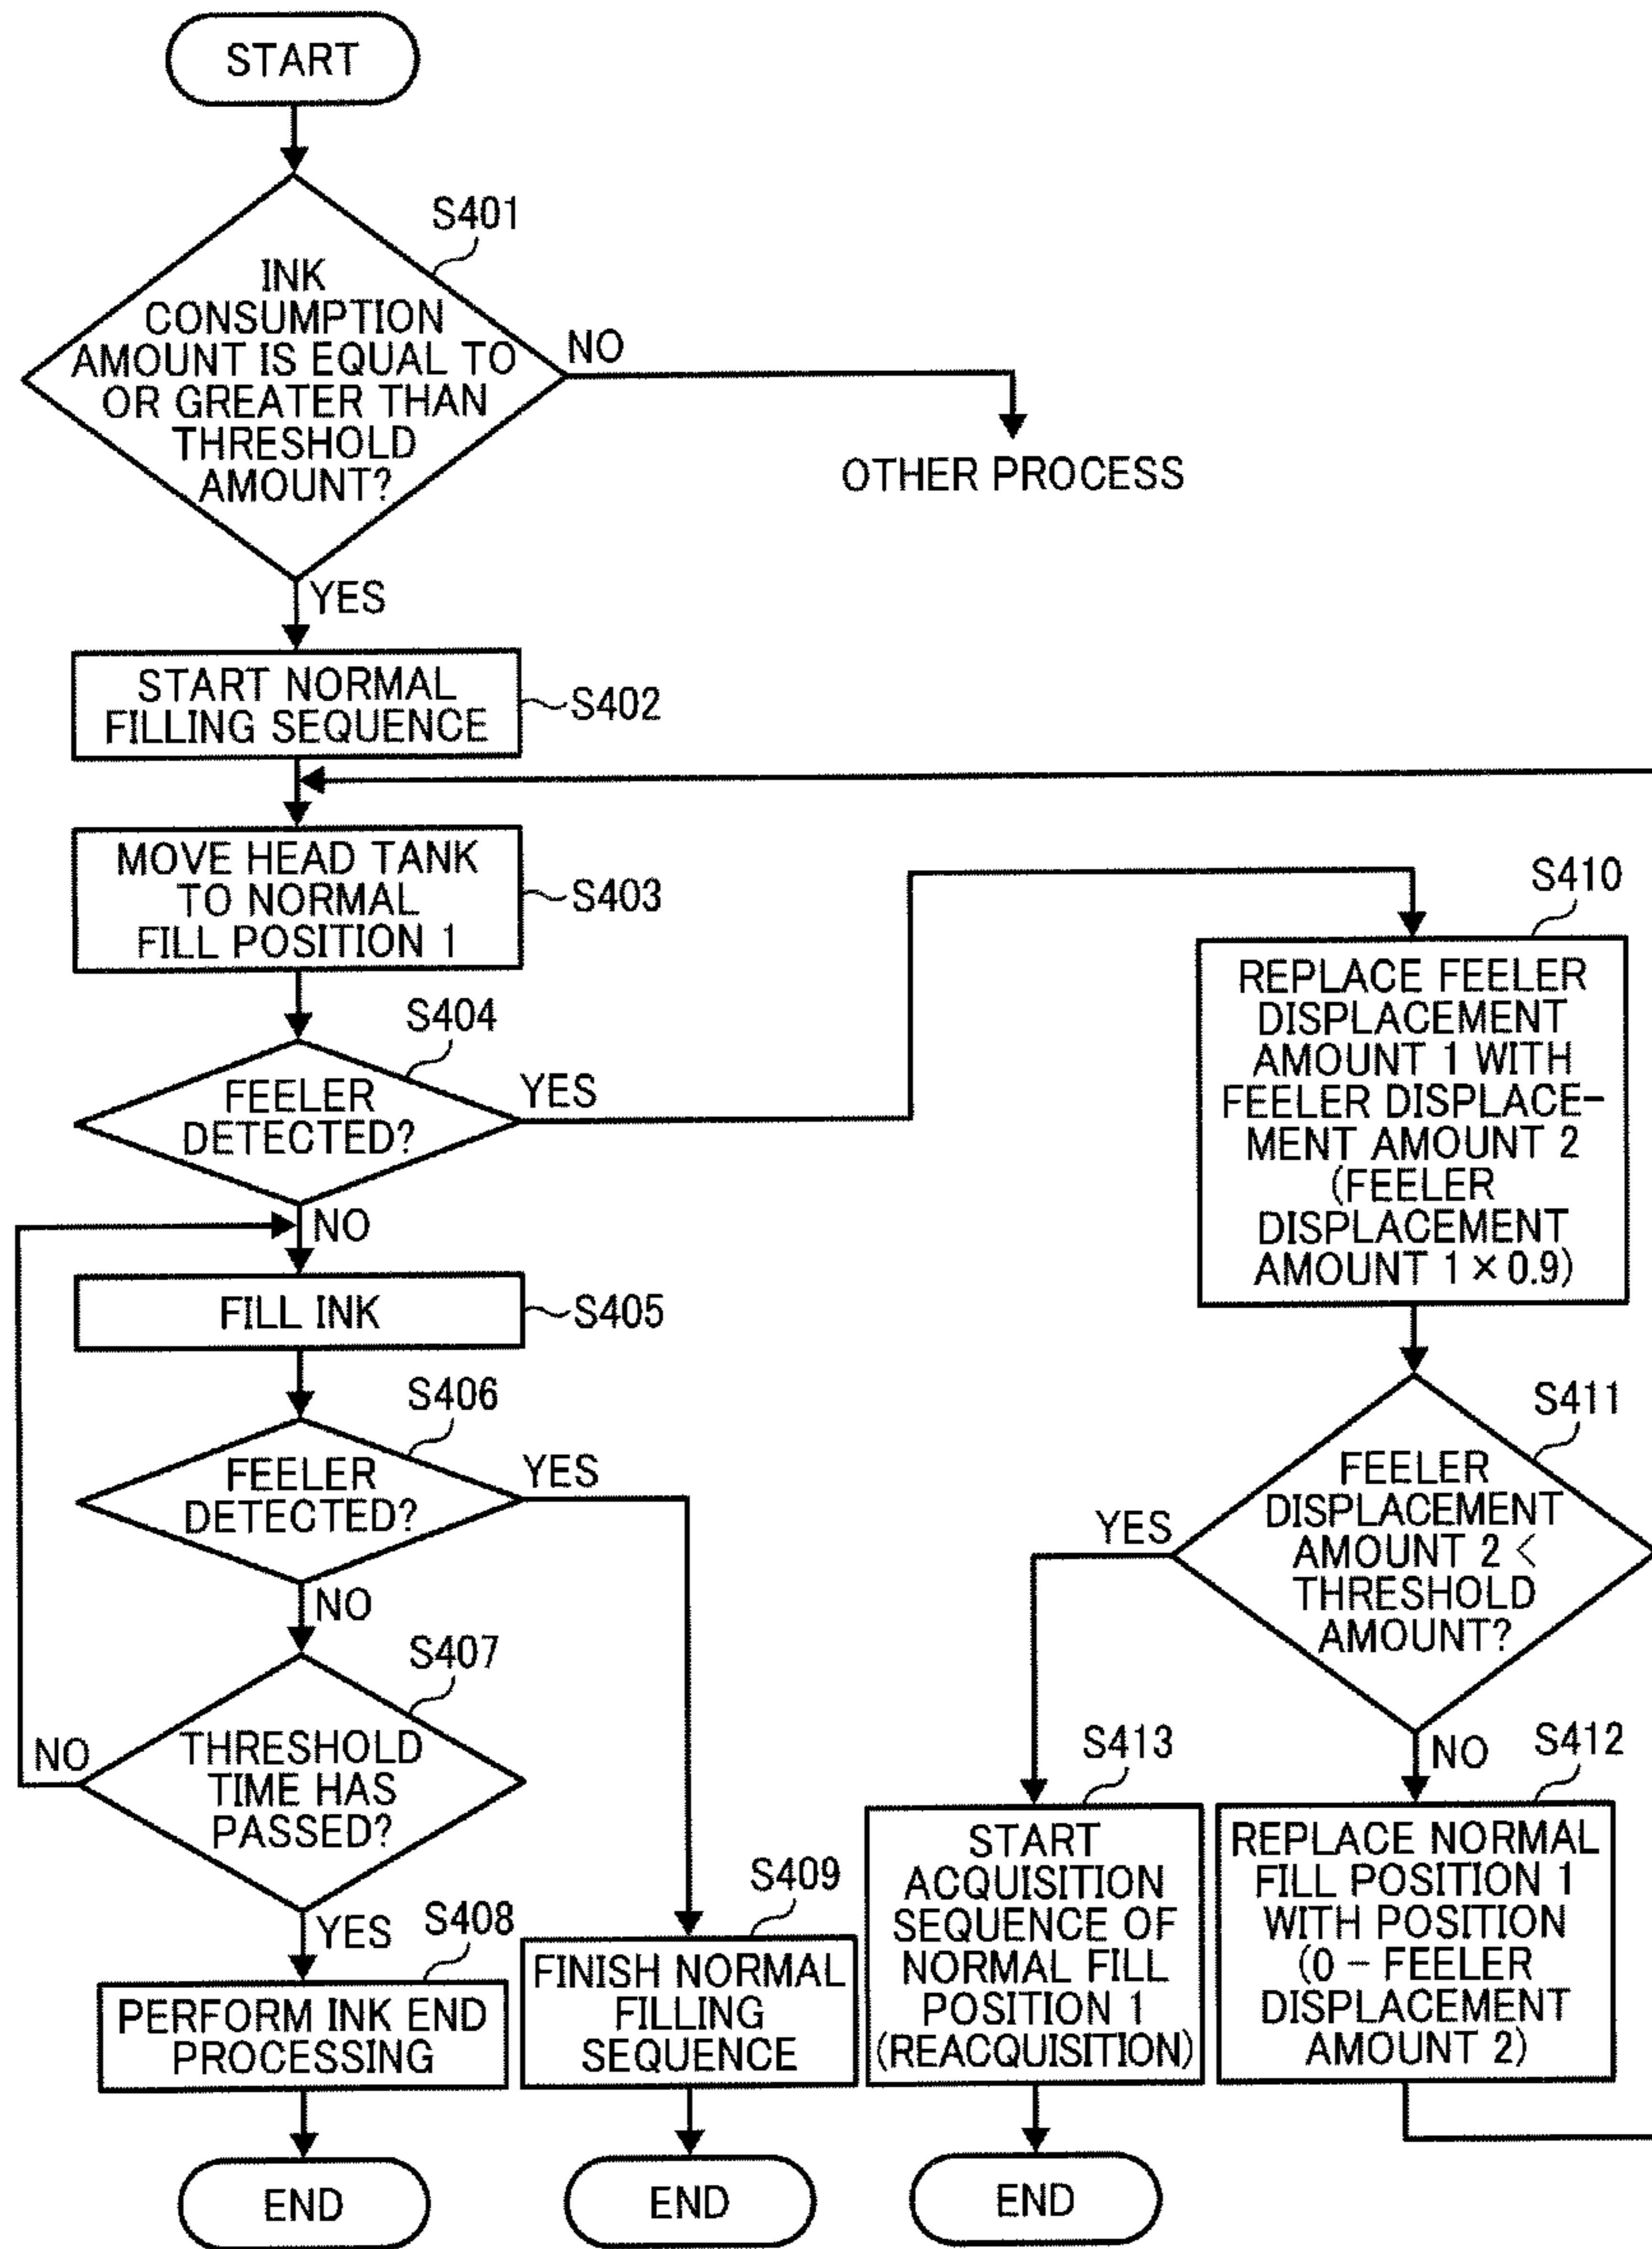 START
S401
INK
CONSUMPTION
AMOUNT IS EQUAL TO
OR GREATER THAN
THRESHOLD
AMOUNT?
NO
OTHER PROCESS
YES
START NORMAL
FILLING SEQUENCE
S402
MOVE HEAD TANK
TO NORMAL
FILL POSITION 1
S403
S404
FEELER
DETECTED?
YES
NO
FILL INK
S405
S406
FEELER
DETECTED?
YES
NO
S407
THRESHOLD
TIME HAS
PASSED?
NO
YES
S408
PERFORM INK END
PROCESSING
END
S409
FINISH NORMAL
FILLING
SEQUENCE
END
S410
REPLACE FEELER
DISPLACEMENT
AMOUNT 1 WITH
FEELER DISPLACE-
MENT AMOUNT 2
(FEELER
DISPLACEMENT
AMOUNT 1 × 0.9)
S411
FEELER
DISPLACEMENT
AMOUNT 2 <
THRESHOLD
AMOUNT?
YES
NO
S413
START
ACQUISITION
SEQUENCE OF
NORMAL FILL
POSITION 1
(REACQUISITION)
END
S412
REPLACE NORMAL
FILL POSITION 1
WITH POSITION
(0 – FEELER
DISPLACEMENT
AMOUNT 2)